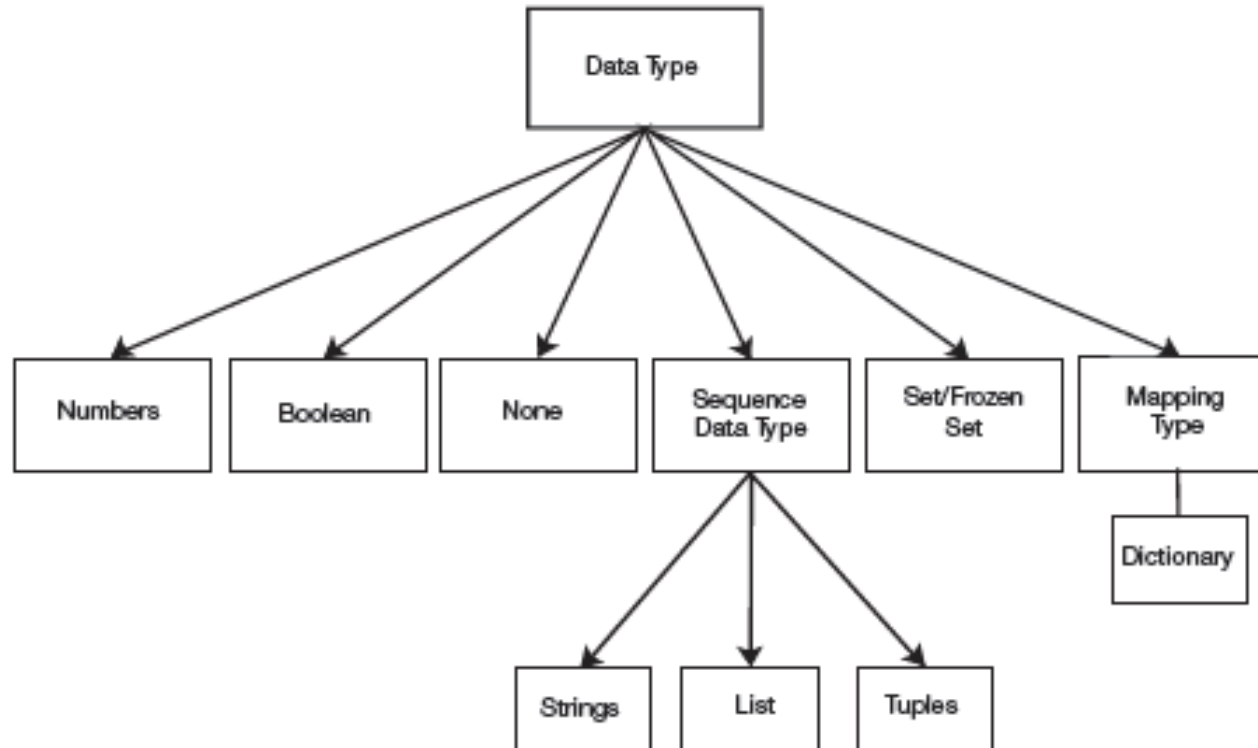 Data Type
Numbers
Boolean
None
Sequence
Data Type
Set/Frozen
Set
Mapping
Type
Dictionary
Strings
List
Tuples